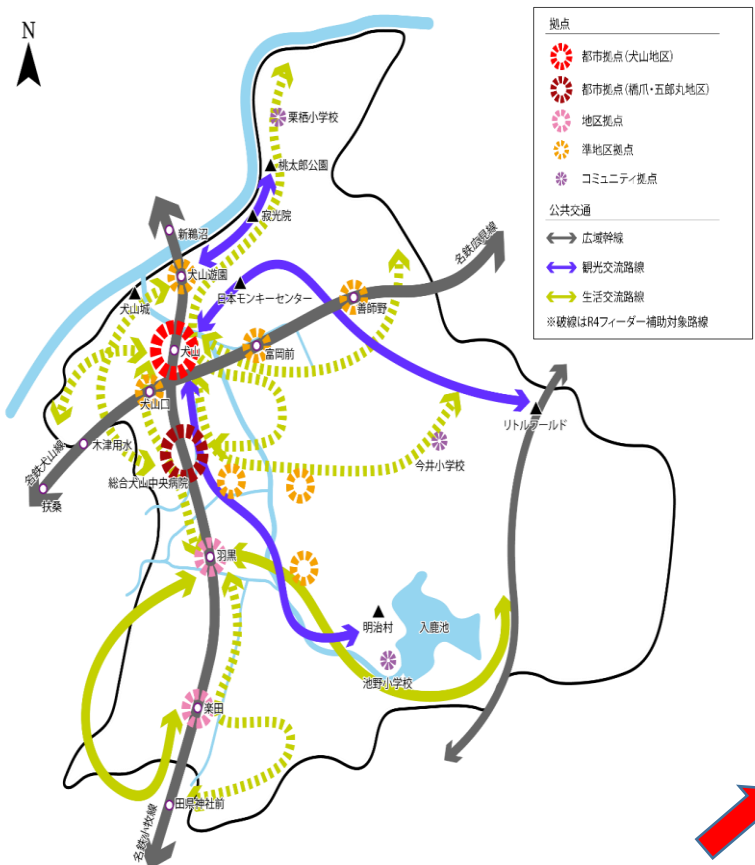 N
拠点
都市拠点(犬山地区)
都市拠点(橋爪・五郎丸地区)
地区拠点
準地区拠点
コミュニティ拠点
公共交通
広域幹線
観光交流路線
生活交流路線
※破線はR4フィーダー補助対象路線
栗栖小学校
桃太郎公園
寂光院
新鵜沼
名鉄広見線
犬山遊園
日本モンキーセンター
犬山城
善師野
犬山
富岡前
犬山口
リトルワールド
木津用水
今井小学校
名鉄犬山線
総合犬山中央病院
扶桑
羽黒
明治村
入鹿池
池野小学校
楽田
田県神社前
名鉄小牧線